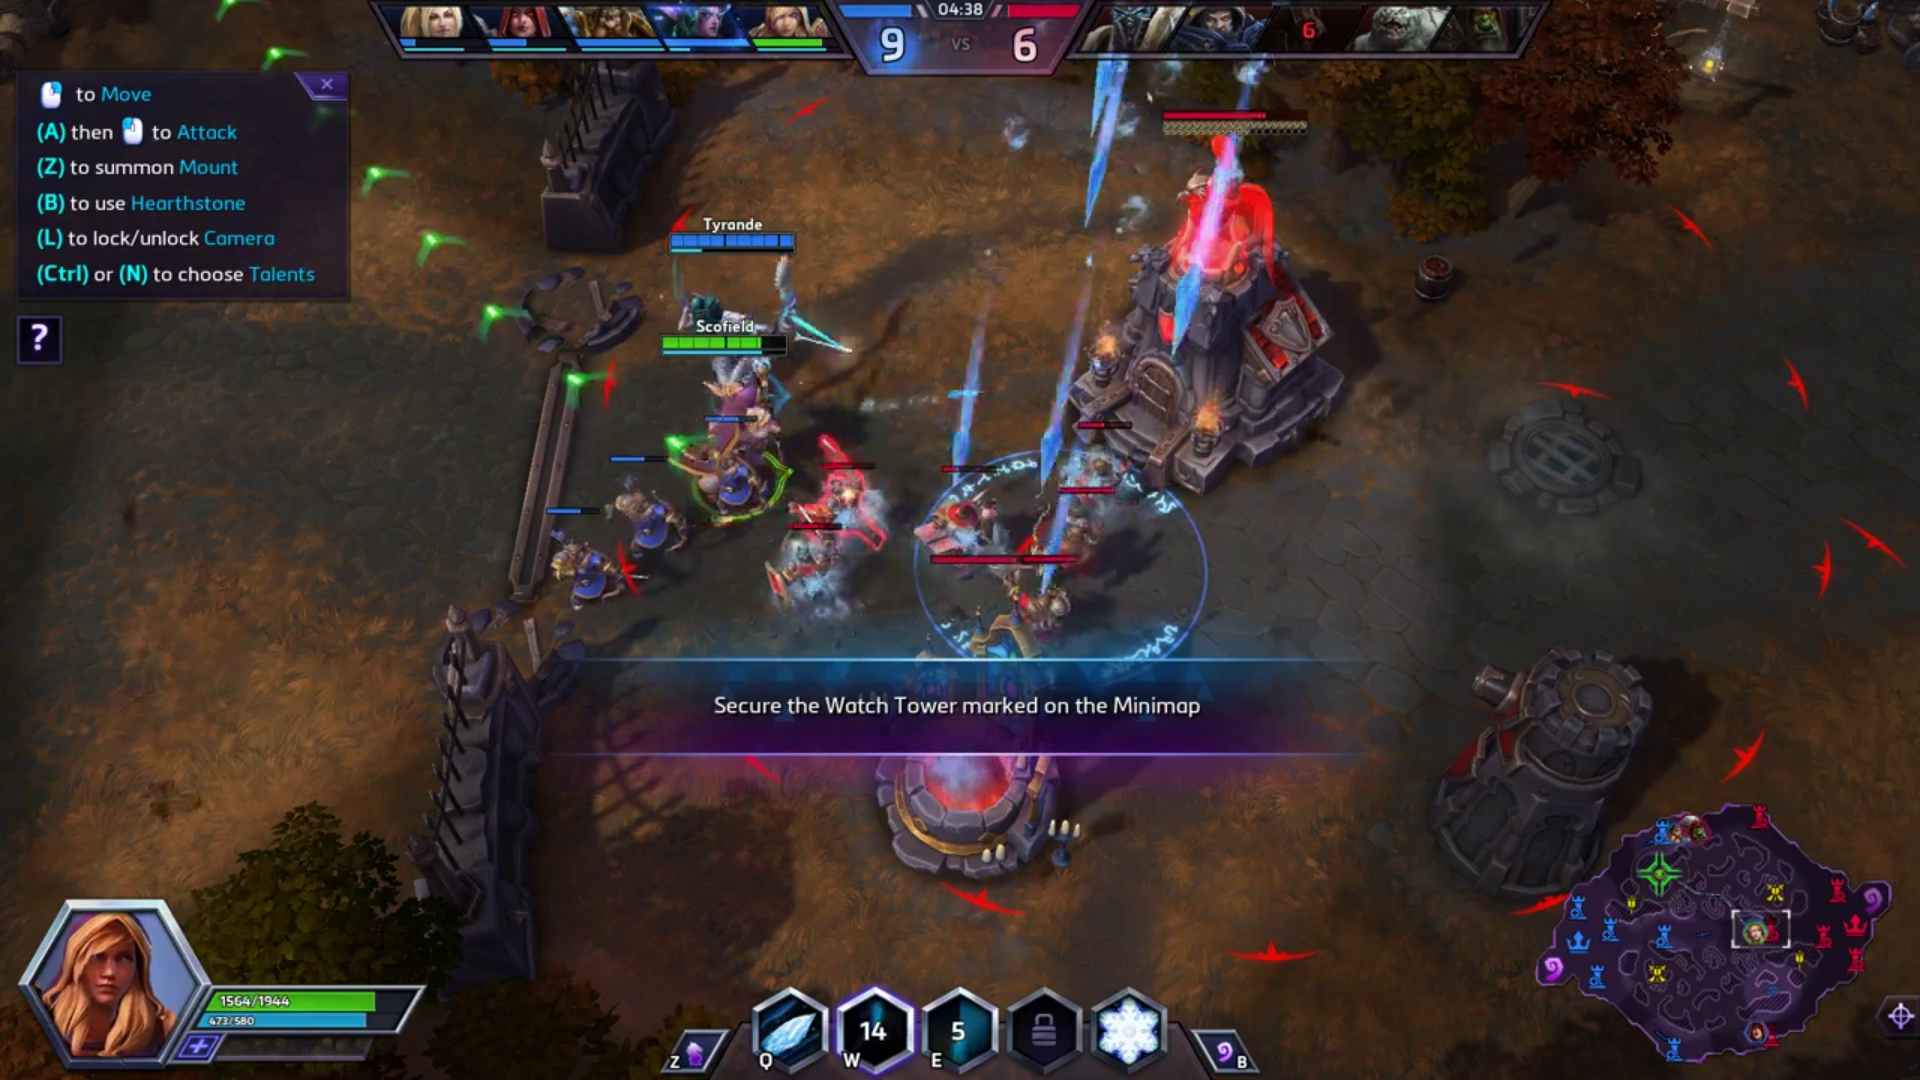 04:38
9 VS 6
6
to Move
(A) then to Attack
(Z) to summon Mount
(B) to use Hearthstone
(L) to lock/unlock Camera
(Ctrl) or (N) to choose Talents
?
Tyrande
Scofield
Secure the Watch Tower marked on the Minimap
1564/1944
473/580
14
5
Z
Q
W
E
B